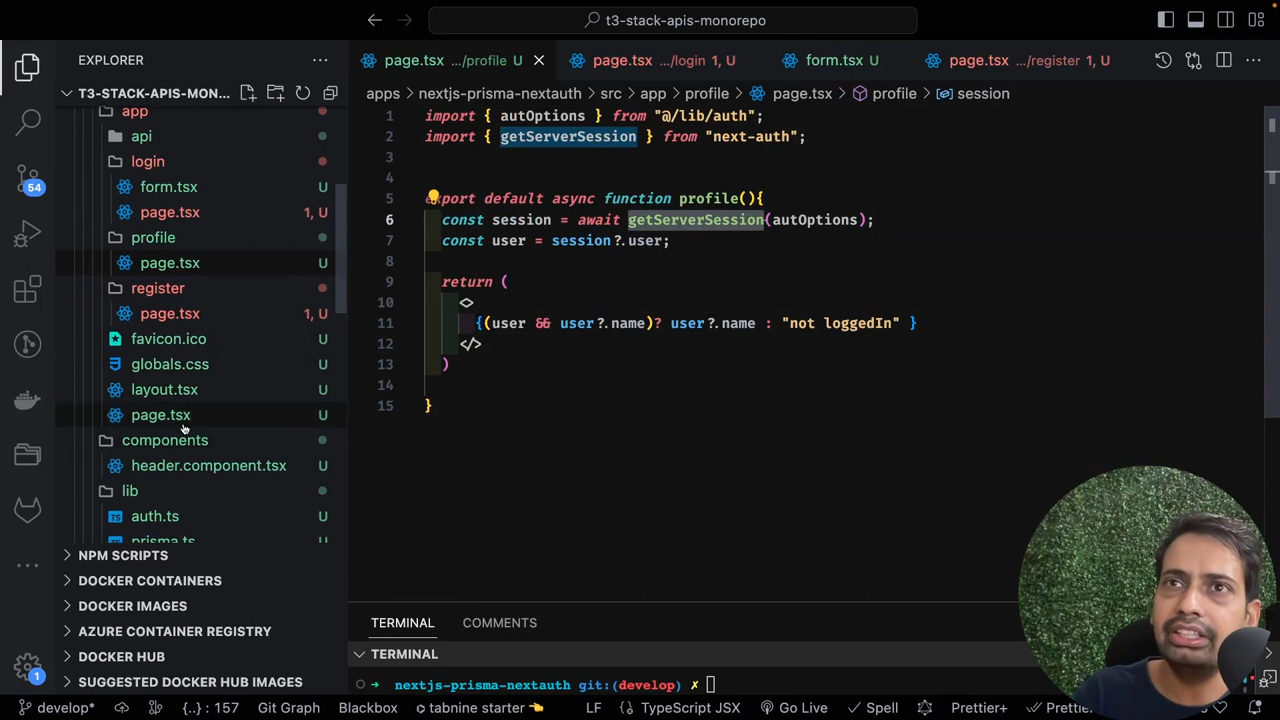 t3-stack-apis-monorepo
EXPLORER
page.tsx .../profile U
page.tsx .../login 1, U
form.tsx U
page.tsx .../register 1, U
T3-STACK-APIS-MON...
apps > nextjs-prisma-nextauth > src > app > profile > page.tsx > profile > session
app
api
login
form.tsx U
page.tsx 1, U
profile
page.tsx U
register
page.tsx 1, U
favicon.ico U
globals.css U
layout.tsx U
page.tsx U
components
header.component.tsx U
lib
auth.ts U
prisma.ts U
NPM SCRIPTS
DOCKER CONTAINERS
DOCKER IMAGES
AZURE CONTAINER REGISTRY
DOCKER HUB
SUGGESTED DOCKER HUB IMAGES
54
1
1 import { autOptions } from "@/lib/auth";
2 import { getServerSession } from "next-auth";
3
4
5 export default async function profile(){
6 const session = await getServerSession(autOptions);
7 const user = session?.user;
8
9 return (
10 <>
11 {(user && user?.name)? user?.name : "not loggedIn" }
12 </>
13 )
14
15 }
TERMINAL COMMENTS
TERMINAL
→ nextjs-prisma-nextauth git:(develop) ✗
develop* {..} : 157 Git Graph Blackbox tabnine starter LF TypeScript JSX Go Live Spell Prettier+ Prettier